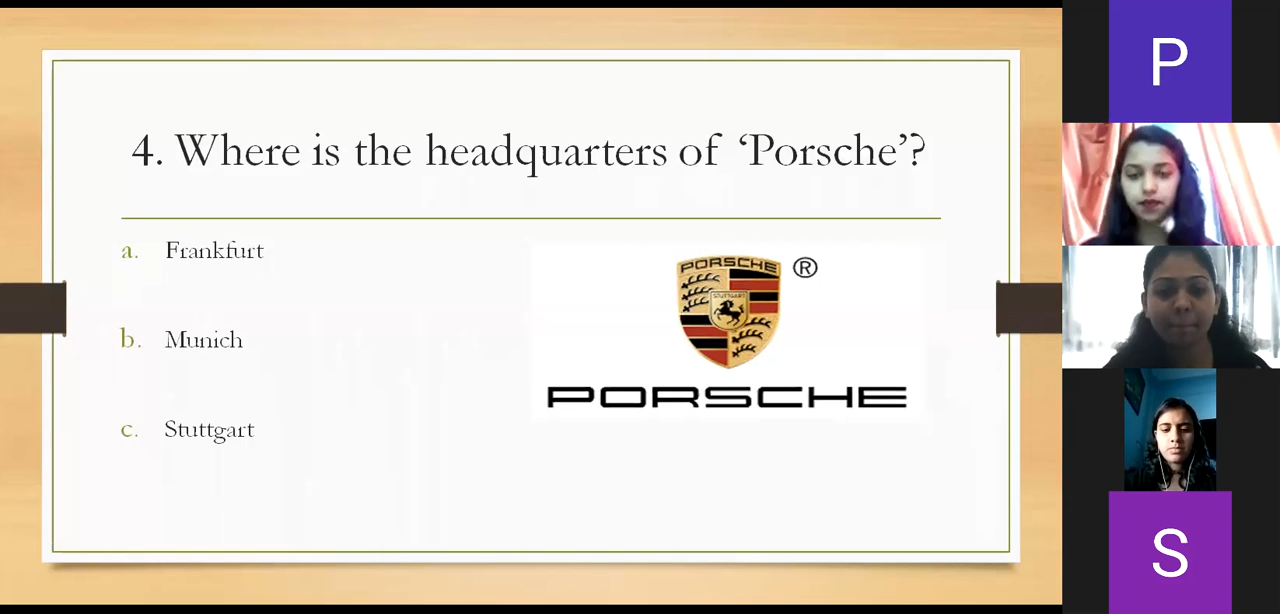 4. Where is the headquarters of ‘Porsche’?
a. Frankfurt
b. Munich
c. Stuttgart
PORSCHE
®
STUTTGART
PORSCHE
P
S